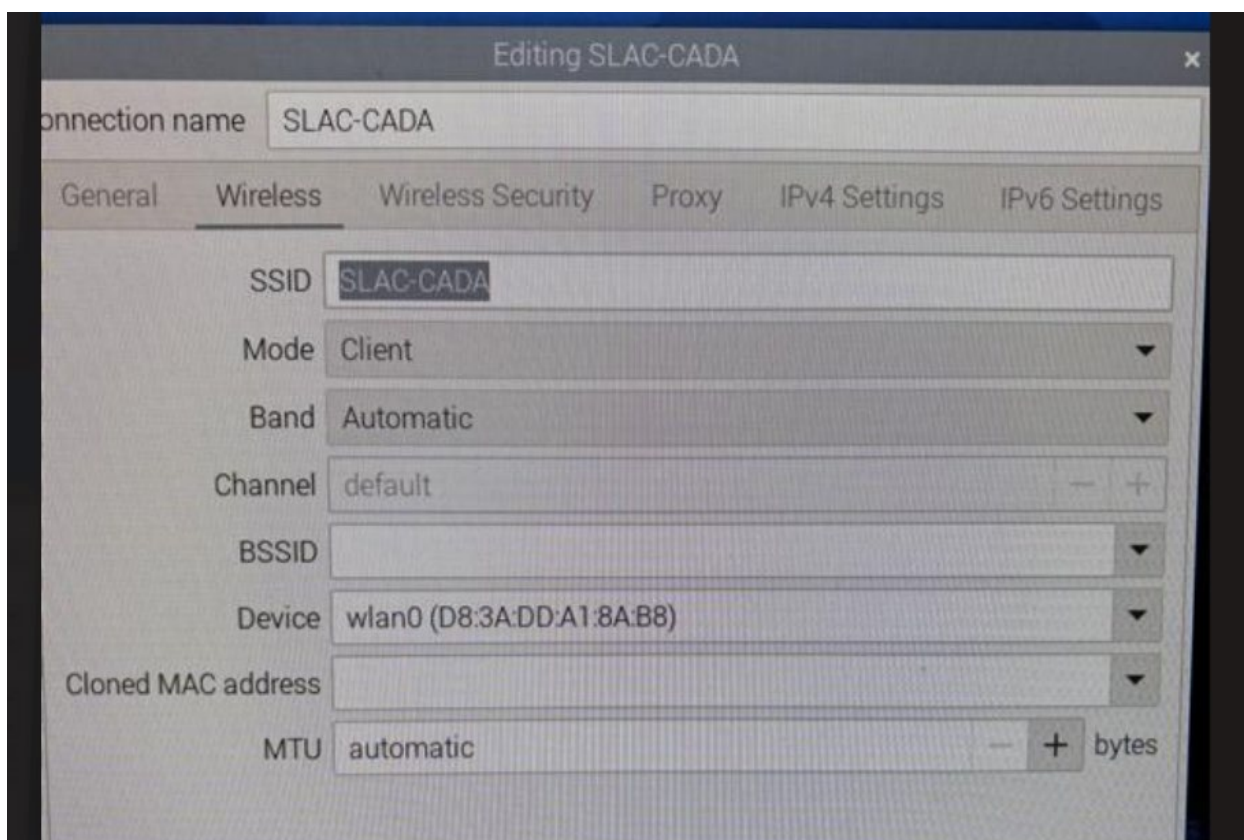 Editing SLAC-CADA ×
onnection name SLAC-CADA
General Wireless Wireless Security Proxy IPv4 Settings IPv6 Settings
SSID SLAC-CADA
Mode Client
Band Automatic
Channel default − +
BSSID
Device wlan0 (D8:3A:DD:A1:8A:B8)
Cloned MAC address
MTU automatic − + bytes